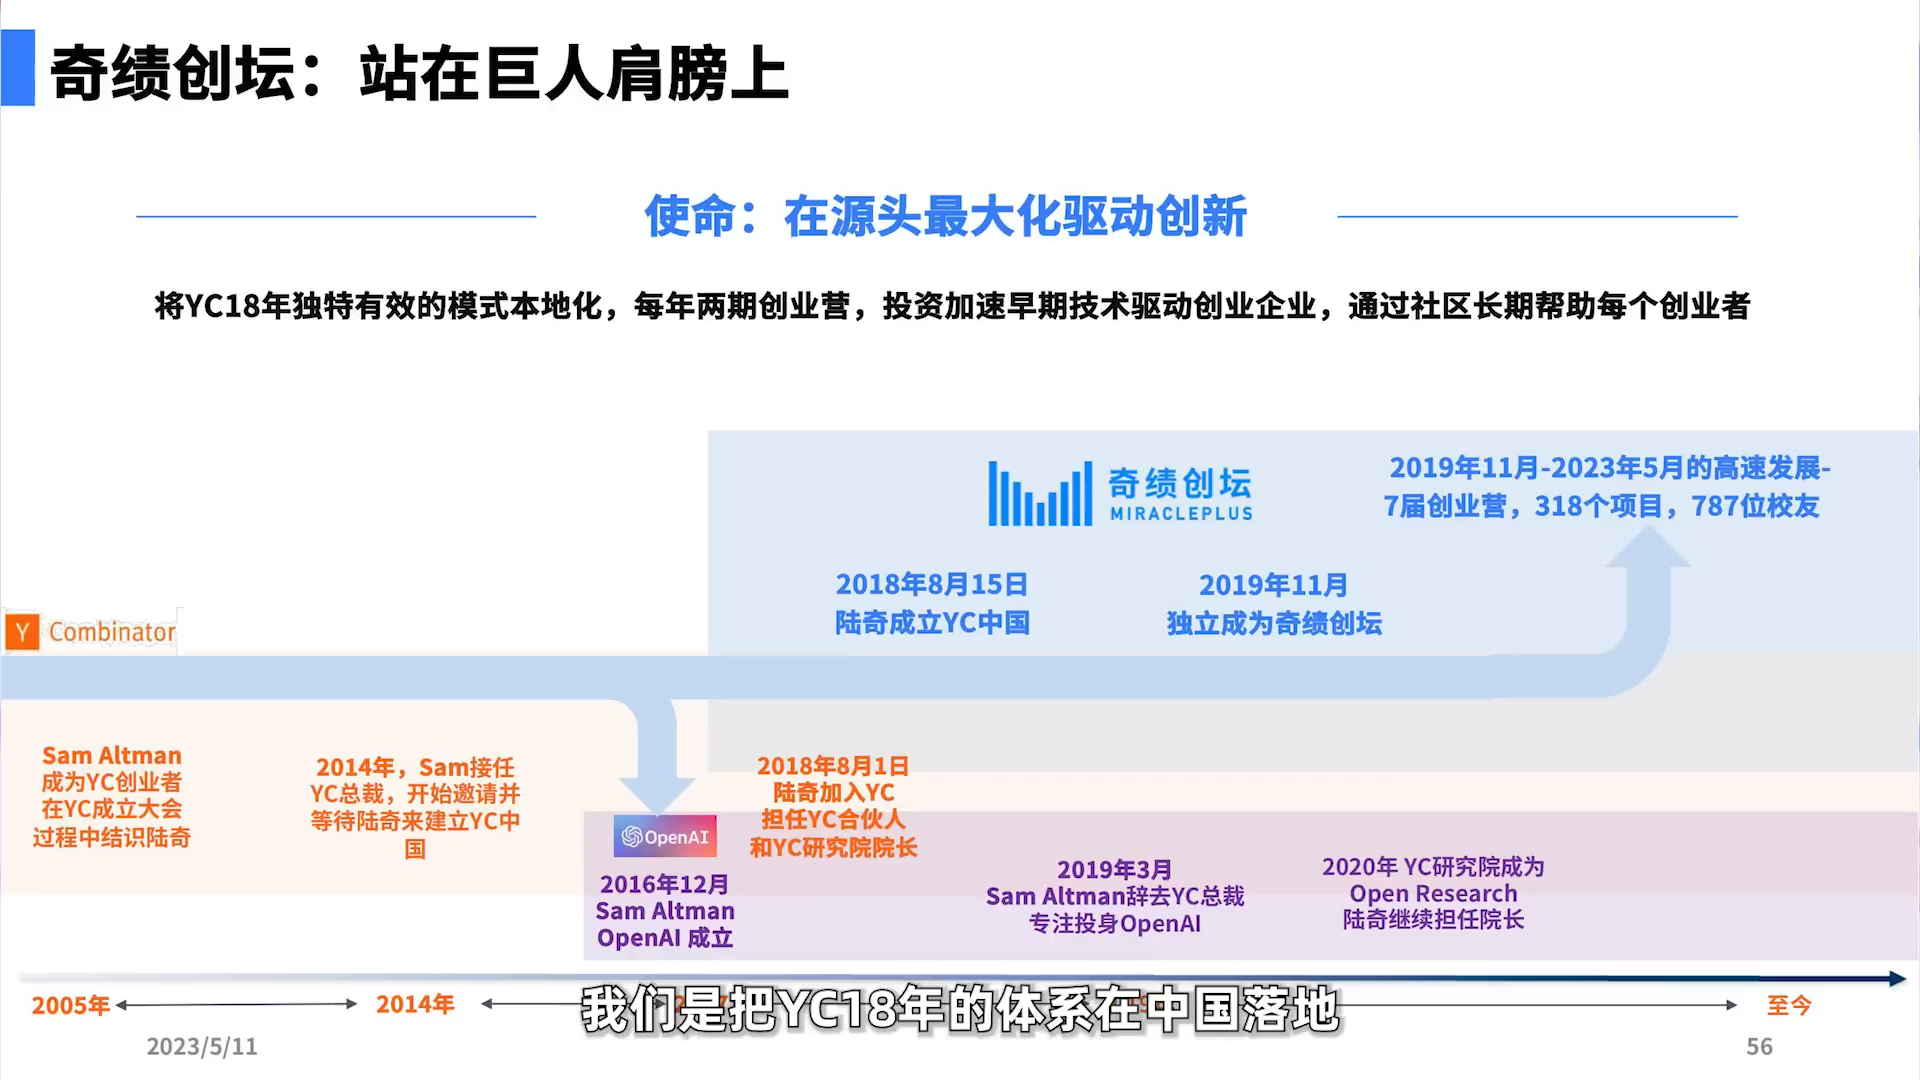 奇绩创坛：站在巨人肩膀上
使命：在源头最大化驱动创新
将YC18年独特有效的模式本地化，每年两期创业营，投资加速早期技术驱动创业企业，通过社区长期帮助每个创业者
奇绩创坛
MIRACLEPLUS
2019年11月-2023年5月的高速发展-
7届创业营，318个项目，787位校友
2018年8月15日
陆奇成立YC中国
2019年11月
独立成为奇绩创坛
Y Combinator
Sam Altman
成为YC创业者
在YC成立大会
过程中结识陆奇
2014年，Sam接任
YC总裁，开始邀请并
等待陆奇来建立YC中
国
OpenAI
2016年12月
Sam Altman
OpenAI 成立
2018年8月1日
陆奇加入YC
担任YC合伙人
和YC研究院院长
2019年3月
Sam Altman辞去YC总裁
专注投身OpenAI
2020年 YC研究院成为
Open Research
陆奇继续担任院长
2005年
2014年
至今
我们是把YC18年的体系在中国落地
2023/5/11
56